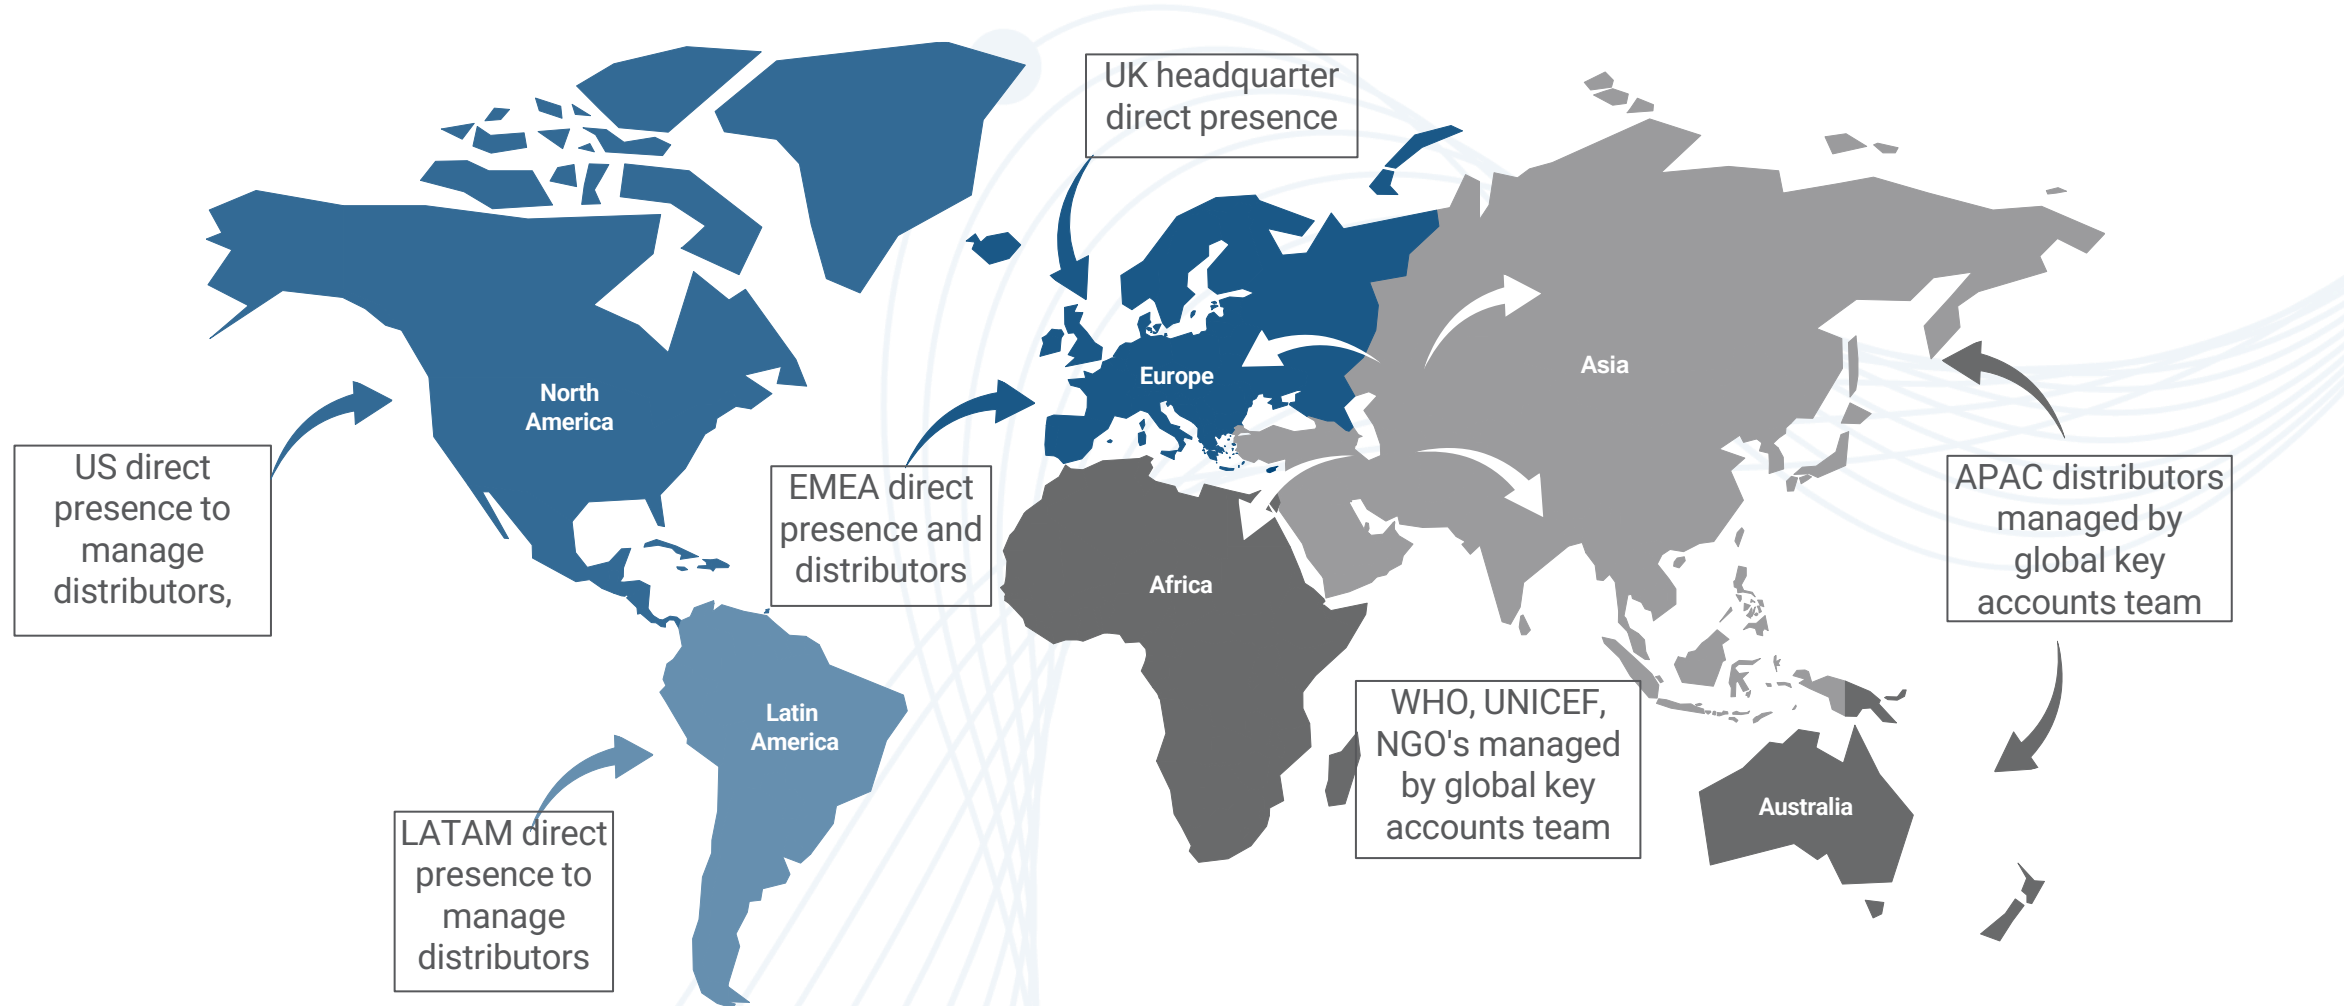 UK headquarter
direct presence
North
America
Europe
Asia
US direct
presence to
manage
distributors,
EMEA direct
presence and
distributors
APAC distributors
managed by
global key
accounts team
Africa
Latin
America
WHO, UNICEF,
NGO's managed
by global key
accounts team
Australia
LATAM direct
presence to
manage
distributors